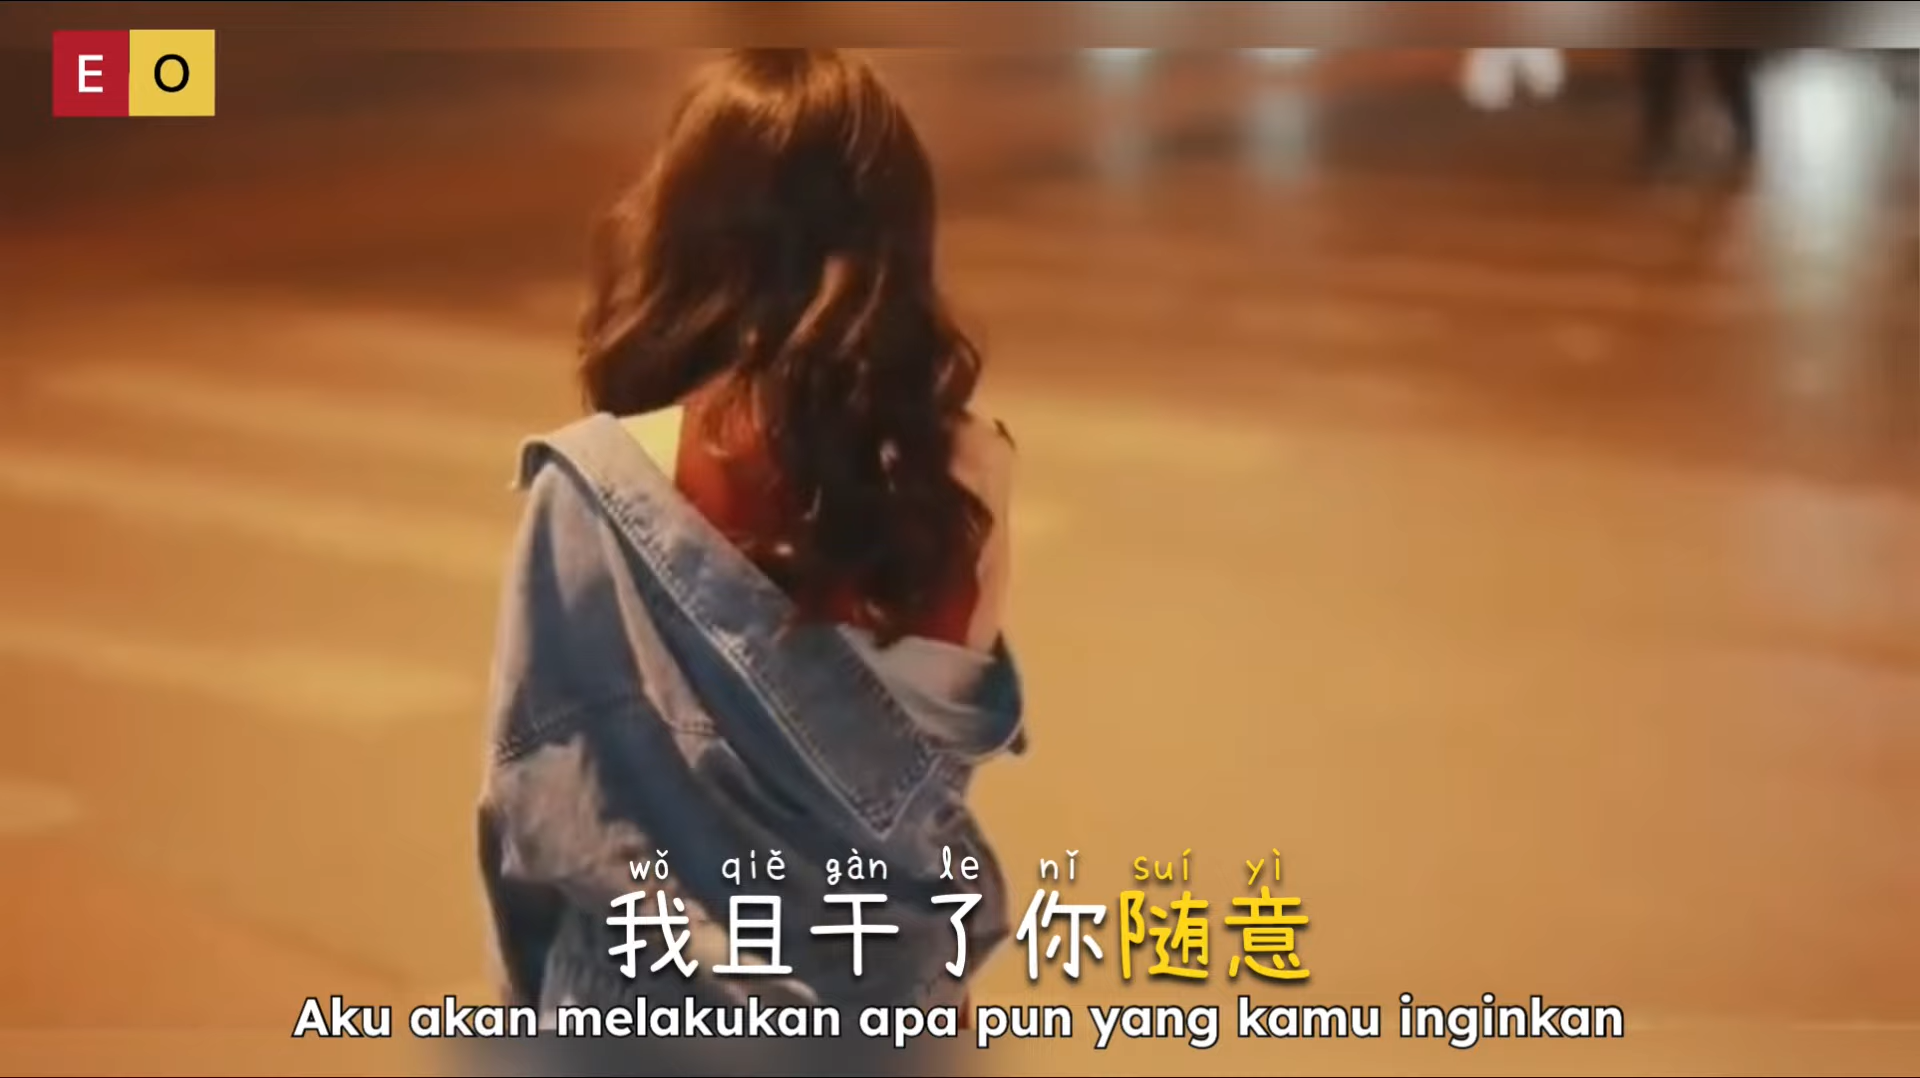 E O
wǒ qiě gàn le nǐ suí yì
我且干了你随意
Aku akan melakukan apa pun yang kamu inginkan